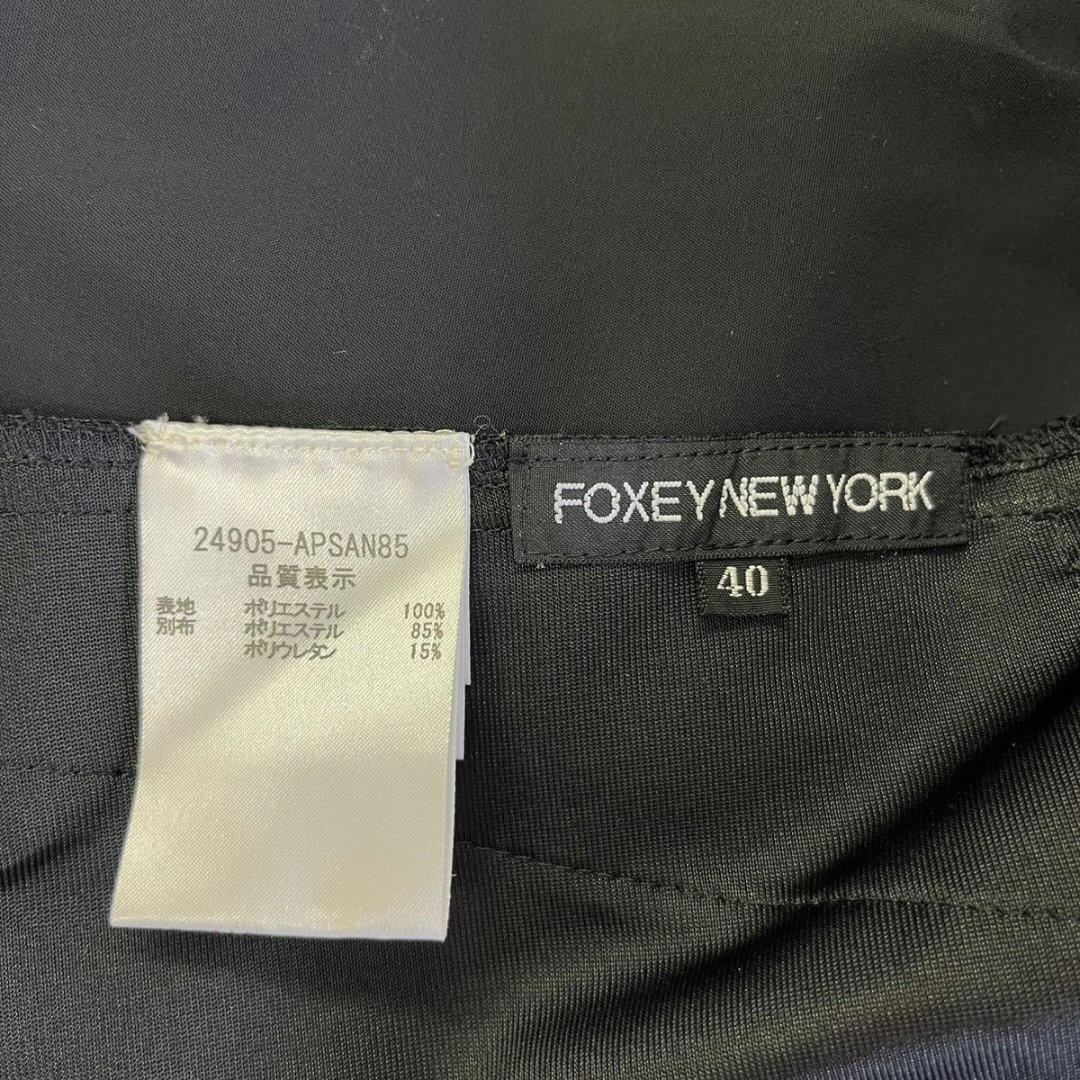 24905-APSAN85
品質表示
表地 ポリエステル 100%
別布 ポリエステル 85%
ポリウレタン 15%
FOXEY NEW YORK
40